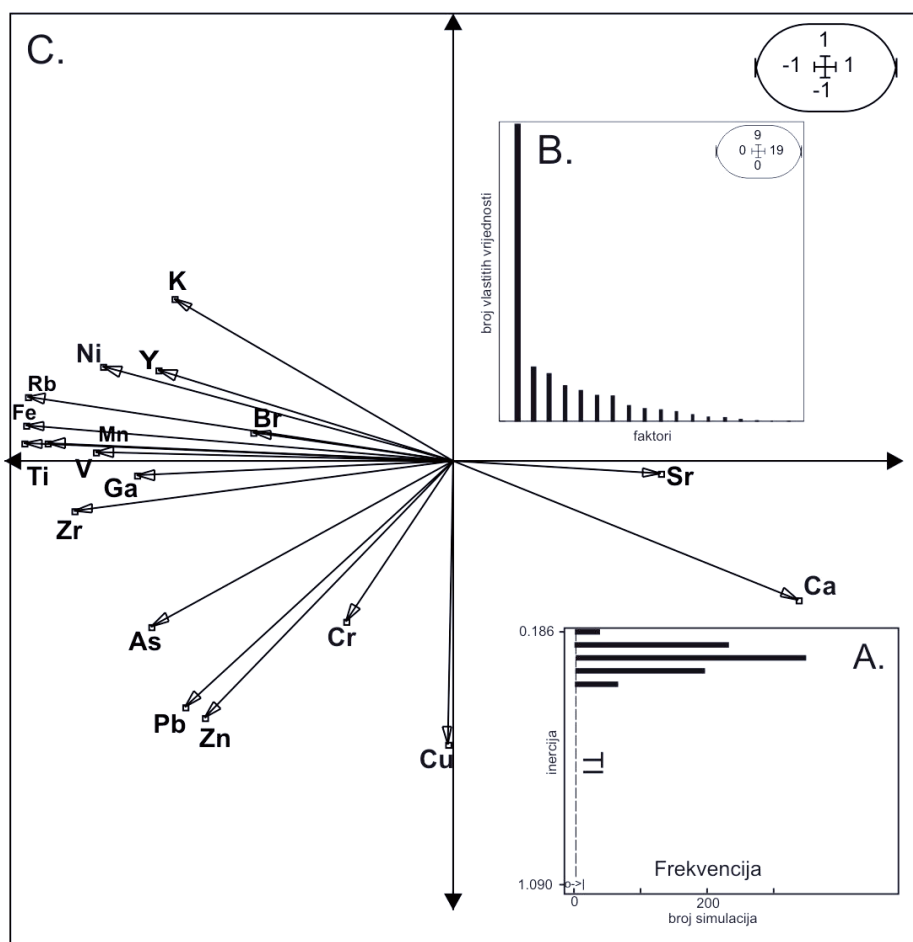 C.
1
-1 1
-1
B.
9
0 19
0
broj vlastitih vrijednosti
faktori
K
Ni
Y
Rb
Fe
Br
Mn
Ti
V
Ga
Zr
Sr
Ca
As
Cr
Pb
Zn
Cu
A.
0.186
inercija
1.090
o->|
Frekvencija
0
200
broj simulacija